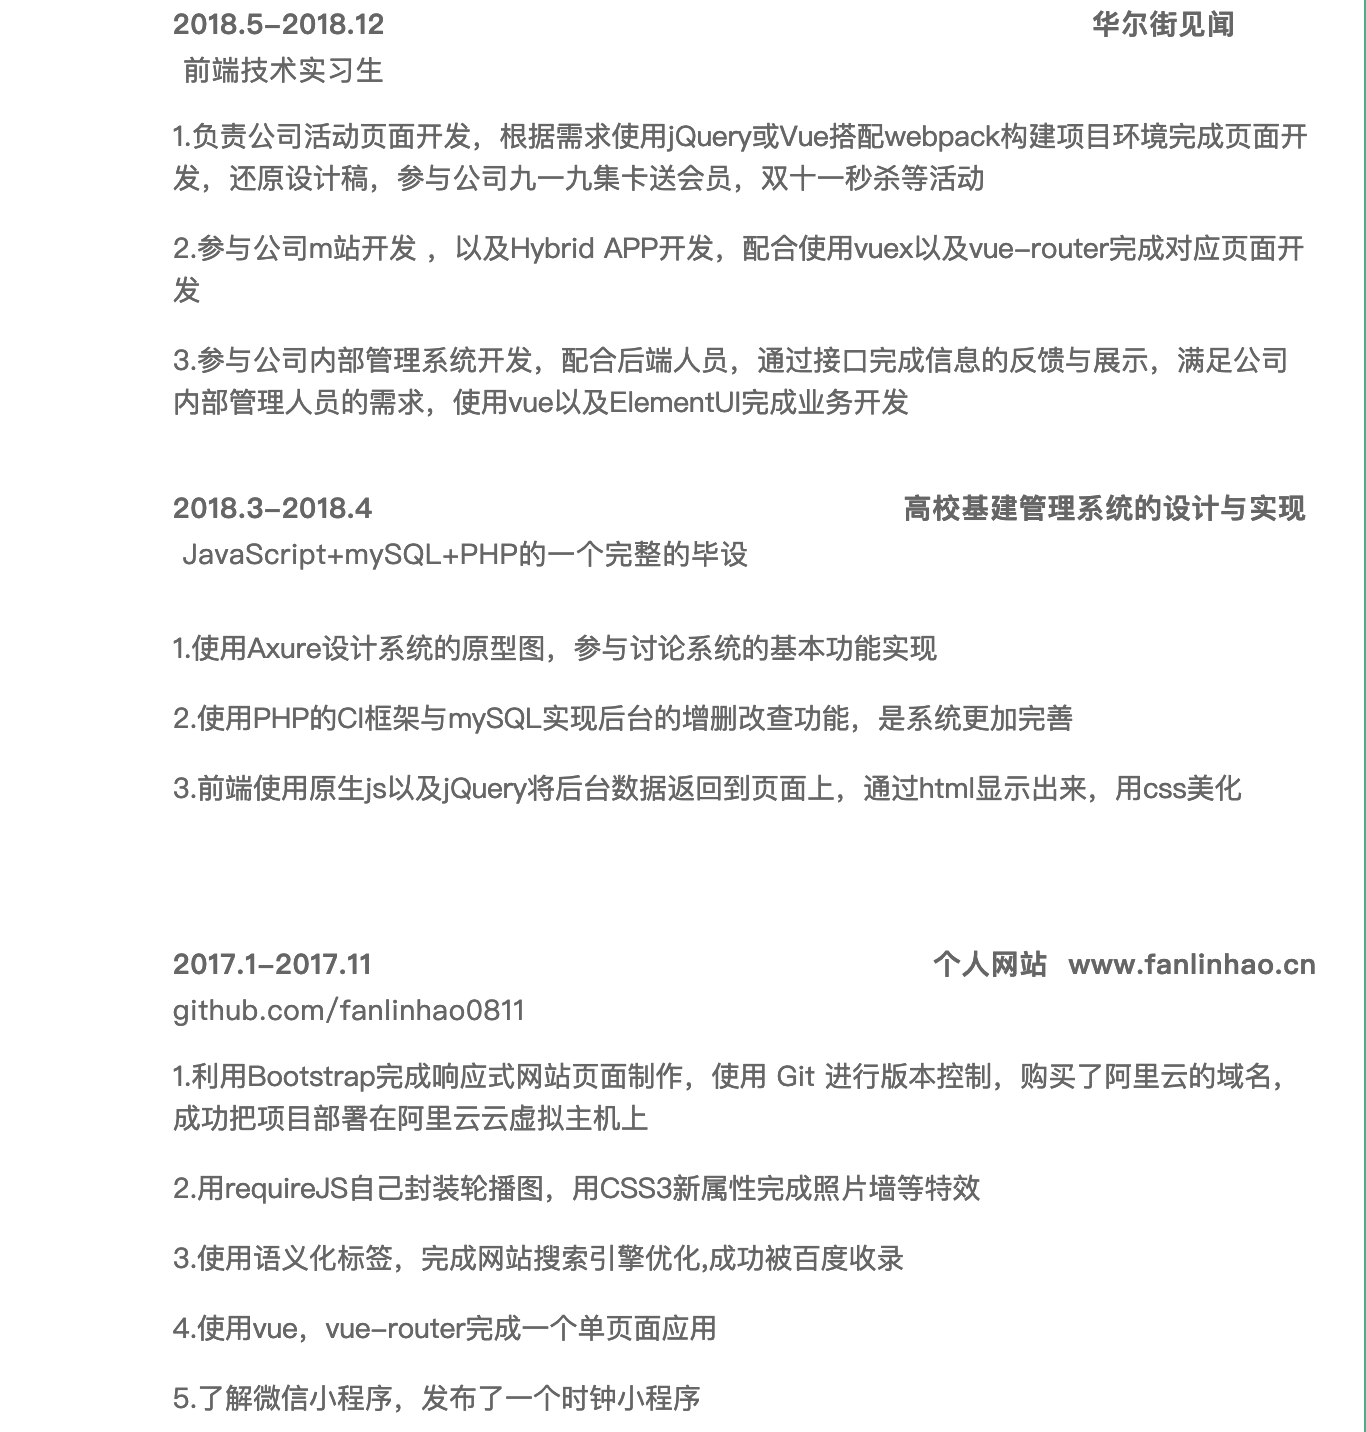 2018.5-2018.12 华尔街见闻
前端技术实习生
1.负责公司活动页面开发，根据需求使用jQuery或Vue搭配webpack构建项目环境完成页面开
发，还原设计稿，参与公司九一九集卡送会员，双十一秒杀等活动
2.参与公司m站开发 ，以及Hybrid APP开发，配合使用vuex以及vue-router完成对应页面开
发
3.参与公司内部管理系统开发，配合后端人员，通过接口完成信息的反馈与展示，满足公司
内部管理人员的需求，使用vue以及ElementUI完成业务开发
2018.3-2018.4 高校基建管理系统的设计与实现
JavaScript+mySQL+PHP的一个完整的毕设
1.使用Axure设计系统的原型图，参与讨论系统的基本功能实现
2.使用PHP的CI框架与mySQL实现后台的增删改查功能，是系统更加完善
3.前端使用原生js以及jQuery将后台数据返回到页面上，通过html显示出来，用css美化
2017.1-2017.11 个人网站 www.fanlinhao.cn
github.com/fanlinhao0811
1.利用Bootstrap完成响应式网站页面制作，使用 Git 进行版本控制，购买了阿里云的域名，
成功把项目部署在阿里云云虚拟主机上
2.用requireJS自己封装轮播图，用CSS3新属性完成照片墙等特效
3.使用语义化标签，完成网站搜索引擎优化,成功被百度收录
4.使用vue，vue-router完成一个单页面应用
5.了解微信小程序，发布了一个时钟小程序